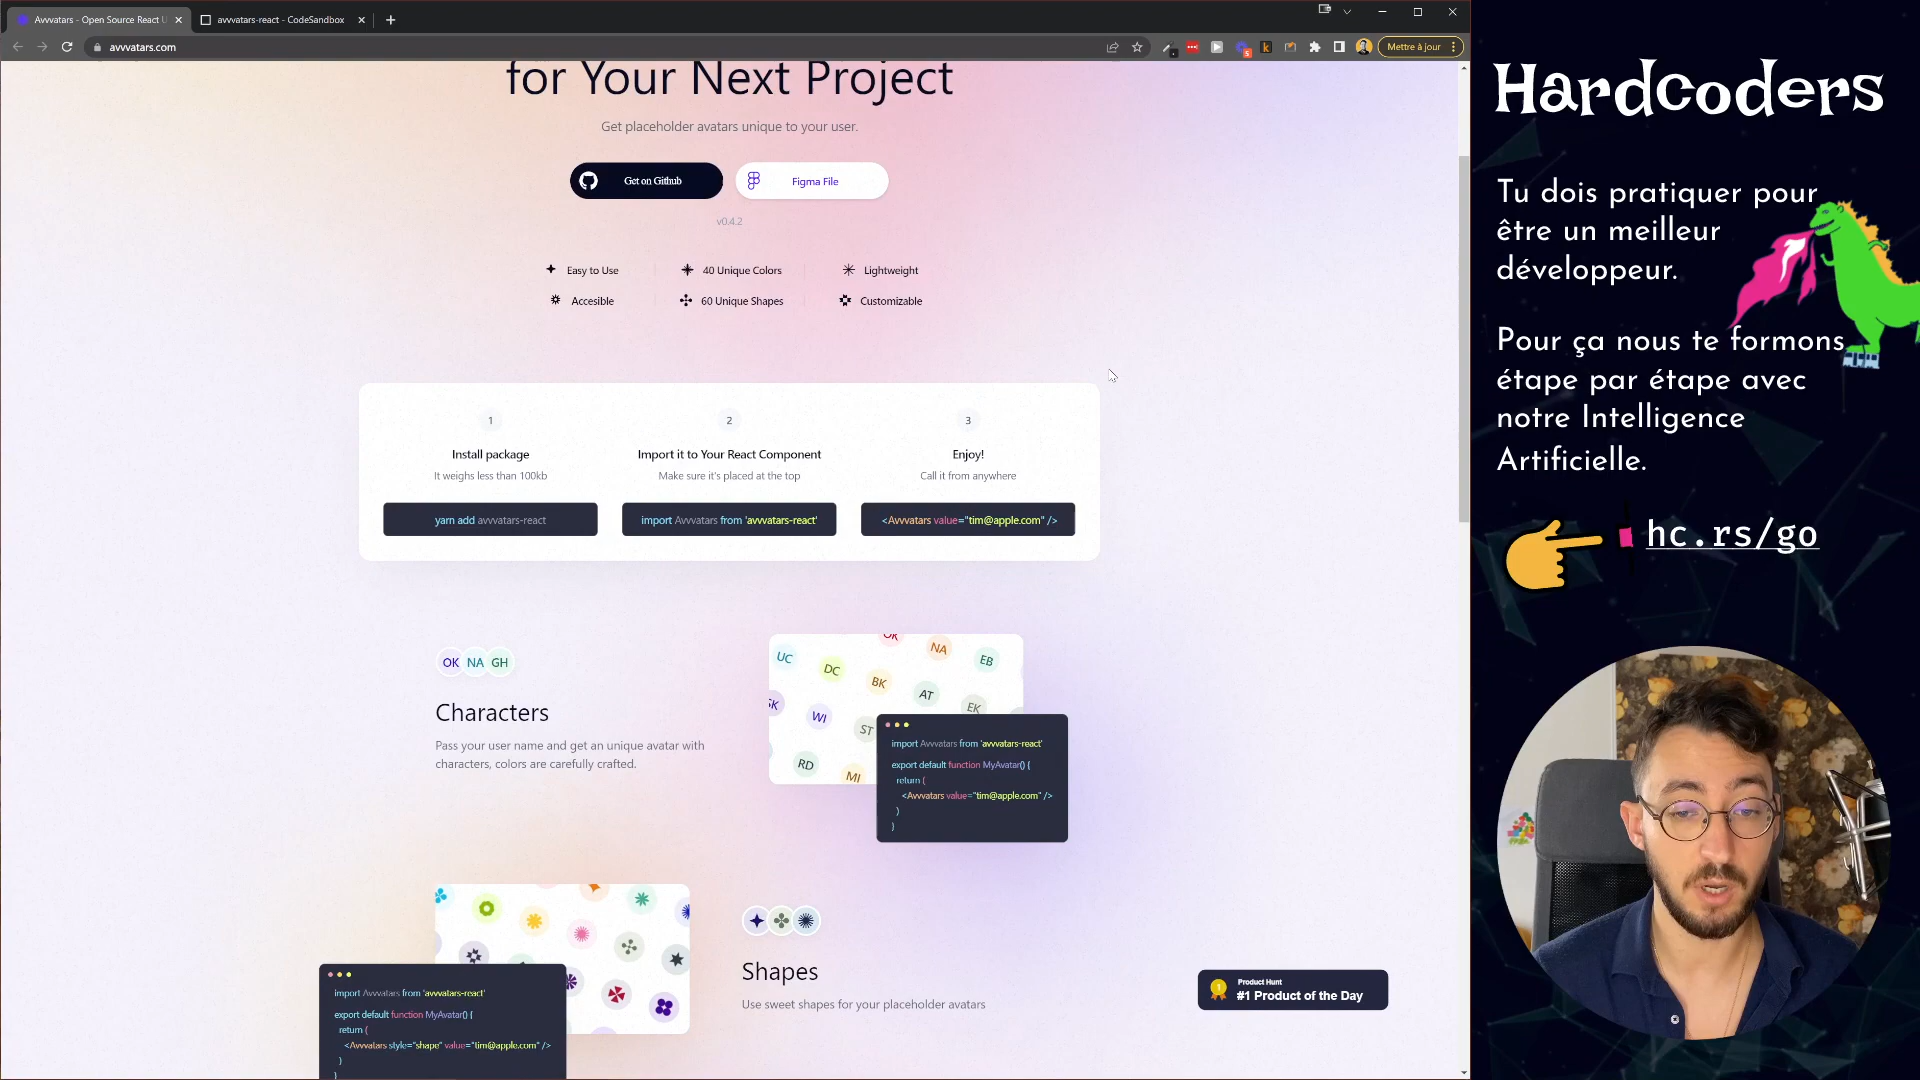 Avvvatars - Open Source React U
avvvatars-react - CodeSandbox
avvvatars.com
Mettre à jour
for Your Next Project
Get placeholder avatars unique to your user.
Get on Github
Figma File
v0.4.2
Easy to Use
40 Unique Colors
Lightweight
Accesible
60 Unique Shapes
Customizable
1
2
3
Install package
Import it to Your React Component
Enjoy!
It weighs less than 100kb
Make sure it's placed at the top
Call it from anywhere
yarn add avvvatars-react
import Avvvatars from 'avvvatars-react'
<Avvvatars value="tim@apple.com" />
OK NA GH
Characters
Pass your user name and get an unique avatar with
characters, colors are carefully crafted.
OK
UC
DC
NA
EB
BK
AT
SK
WI
ST
EK
RD
MI
import Avvvatars from 'avvvatars-react'
export default function MyAvatar() {
return (
<Avvvatars value="tim@apple.com" />
)
}
Shapes
Use sweet shapes for your placeholder avatars
import Avvvatars from 'avvvatars-react'
export default function MyAvatar() {
return (
<Avvvatars style="shape" value="tim@apple.com" />
)
}
Product Hunt
#1 Product of the Day
Hardcoders
Tu dois pratiquer pour
être un meilleur
développeur.
Pour ça nous te formons
étape par étape avec
notre Intelligence
Artificielle.
hc.rs/go